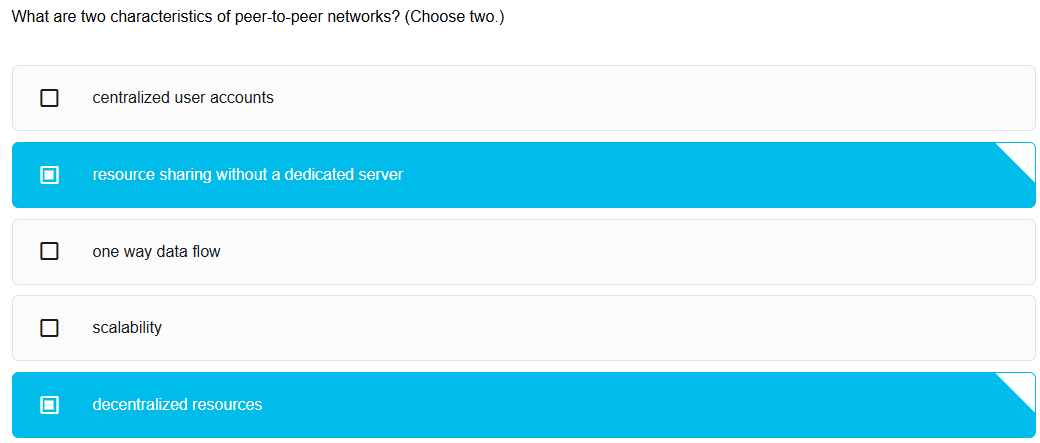 What are two characteristics of peer-to-peer networks? (Choose two.)
centralized user accounts
resource sharing without a dedicated server
one way data flow
scalability
decentralized resources